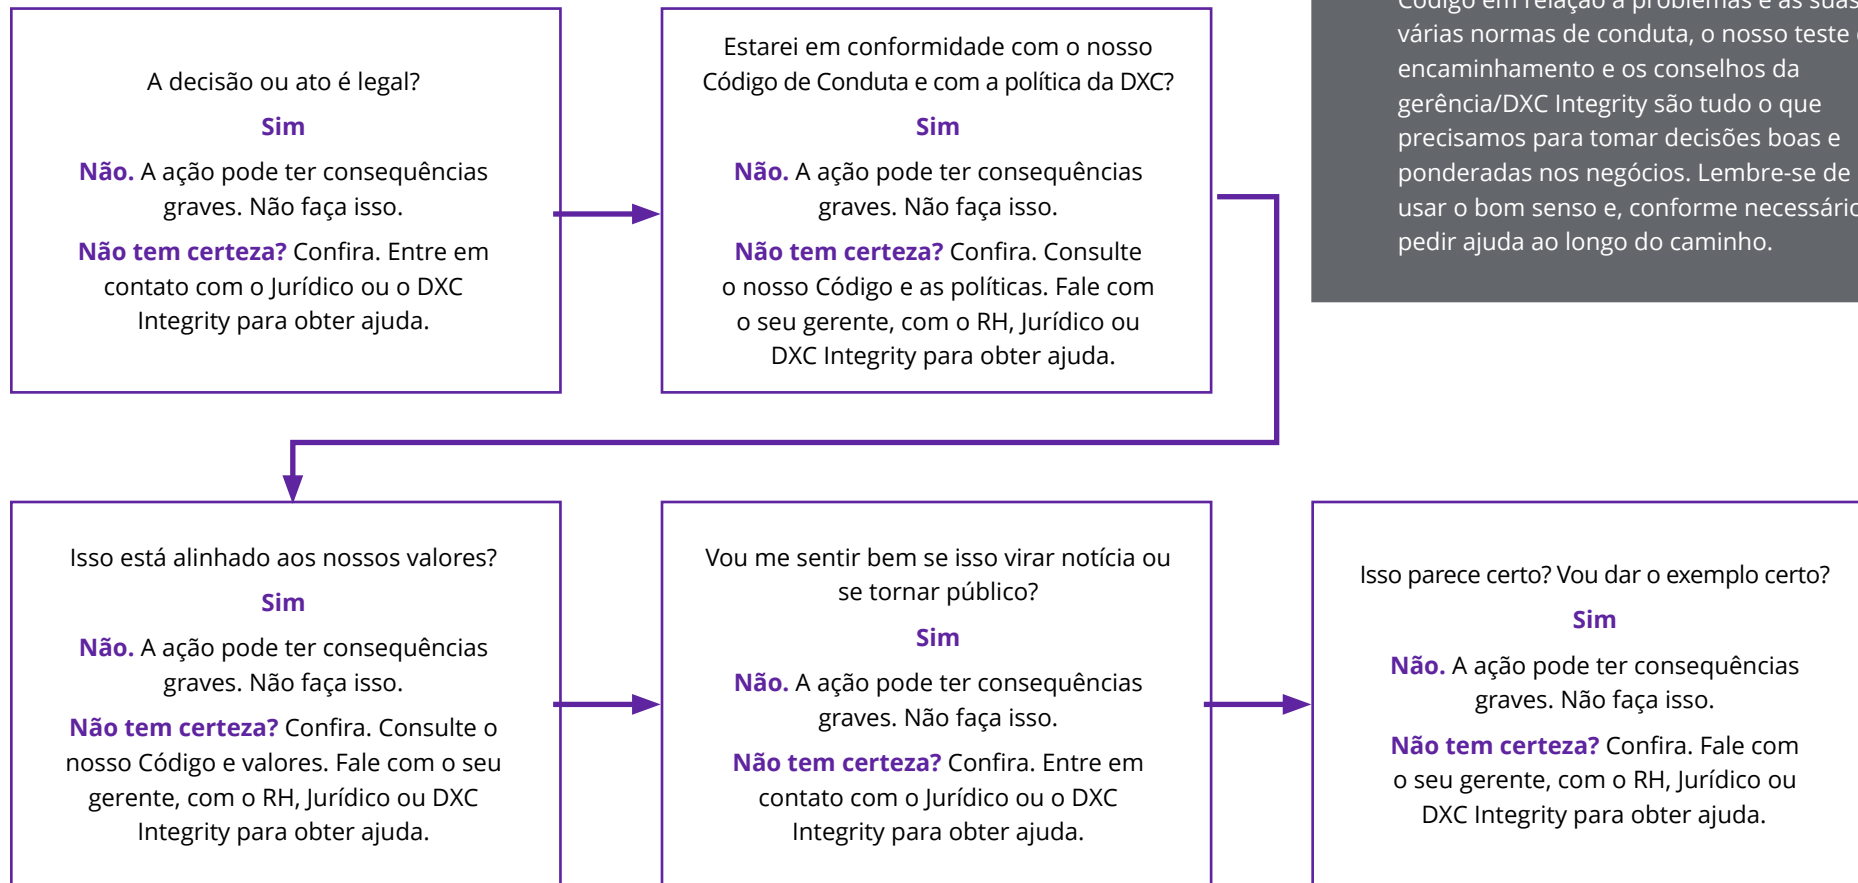 A decisão ou ato é legal?
Sim
Não. A ação pode ter consequências
graves. Não faça isso.
Não tem certeza? Confira. Entre em
contato com o Jurídico ou o DXC
Integrity para obter ajuda.
Estarei em conformidade com o nosso
Código de Conduta e com a política da DXC?
Sim
Não. A ação pode ter consequências
graves. Não faça isso.
Não tem certeza? Confira. Consulte
o nosso Código e as políticas. Fale com
o seu gerente, com o RH, Jurídico ou
DXC Integrity para obter ajuda.
Código em relação a problemas e as suas
várias normas de conduta, o nosso teste
encaminhamento e os conselhos da
gerência/DXC Integrity são tudo o que
precisamos para tomar decisões boas e
ponderadas nos negócios. Lembre-se de
usar o bom senso e, conforme necessário
pedir ajuda ao longo do caminho.
Isso está alinhado aos nossos valores?
Sim
Não. A ação pode ter consequências
graves. Não faça isso.
Não tem certeza? Confira. Consulte o
nosso Código e valores. Fale com o seu
gerente, com o RH, Jurídico ou DXC
Integrity para obter ajuda.
Vou me sentir bem se isso virar notícia ou
se tornar público?
Sim
Não. A ação pode ter consequências
graves. Não faça isso.
Não tem certeza? Confira. Entre em
contato com o Jurídico ou o DXC
Integrity para obter ajuda.
Isso parece certo? Vou dar o exemplo certo?
Sim
Não. A ação pode ter consequências
graves. Não faça isso.
Não tem certeza? Confira. Fale com
o seu gerente, com o RH, Jurídico ou
DXC Integrity para obter ajuda.